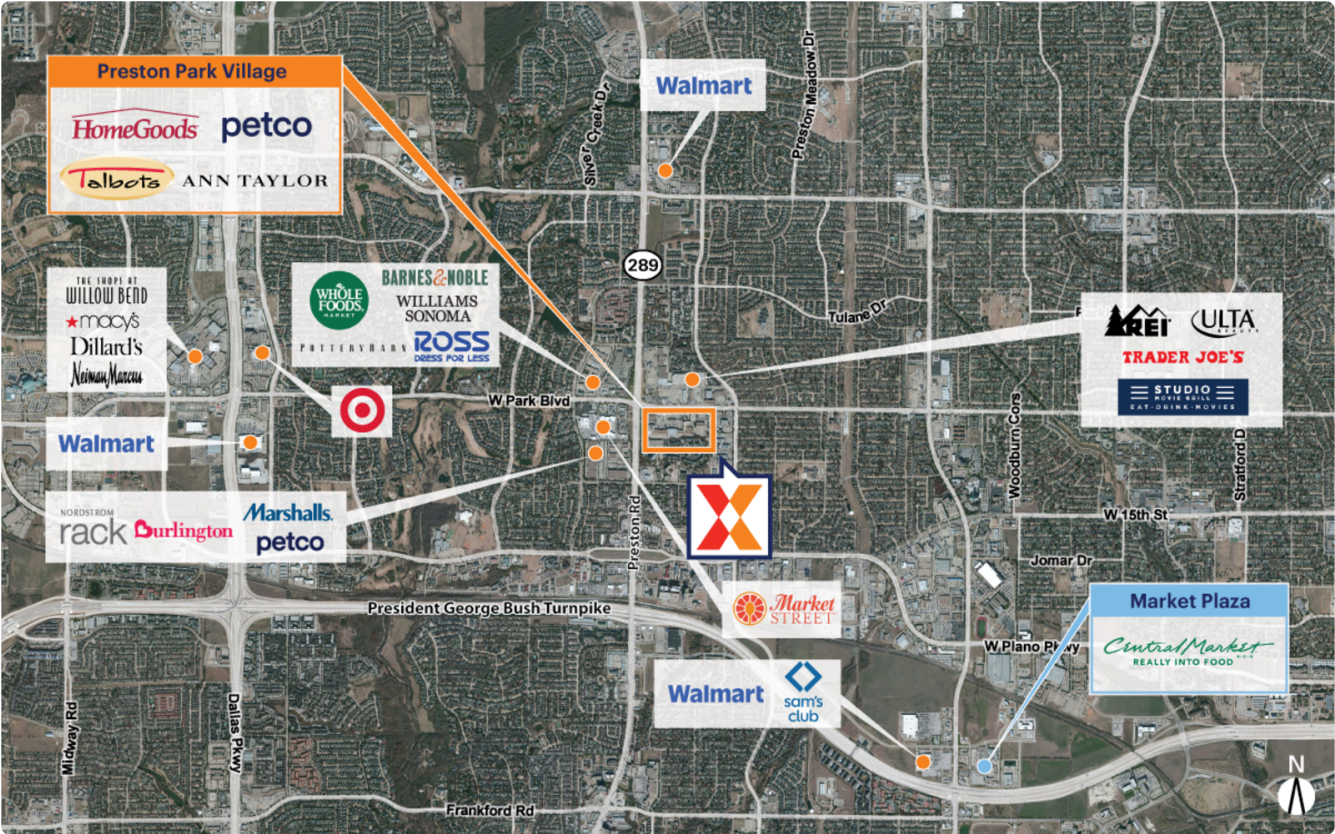 Preston Park Village
HomeGoods
petco
Talbots
ANN TAYLOR
Walmart
Silver Creek Dr
Preston Meadow Dr
289
THE SHOPS AT
WILLOW BEND
macy's
Dillard's
Neiman Marcus
WHOLE
FOODS
MARKET
BARNES&NOBLE
WILLIAMS
SONOMA
POTTERYBARN
ROSS
DRESS FOR LESS
Tulane Dr
REI
ULTA
BEAUTY
TRADER JOE'S
STUDIO
MOVIE GRILL
EAT·DRINK·MOVIES
W Park Blvd
Walmart
Woodburn Cors
Stratford D
NORDSTROM
rack
Burlington
Marshalls.
petco
Preston Rd
W 15th St
Jomar Dr
President George Bush Turnpike
Market
STREET
Market Plaza
Central Market
H-E-B
REALLY INTO FOOD
W Plano Pkwy
Walmart
sam's
club
Midway Rd
Dallas Pkwy
Frankford Rd
N